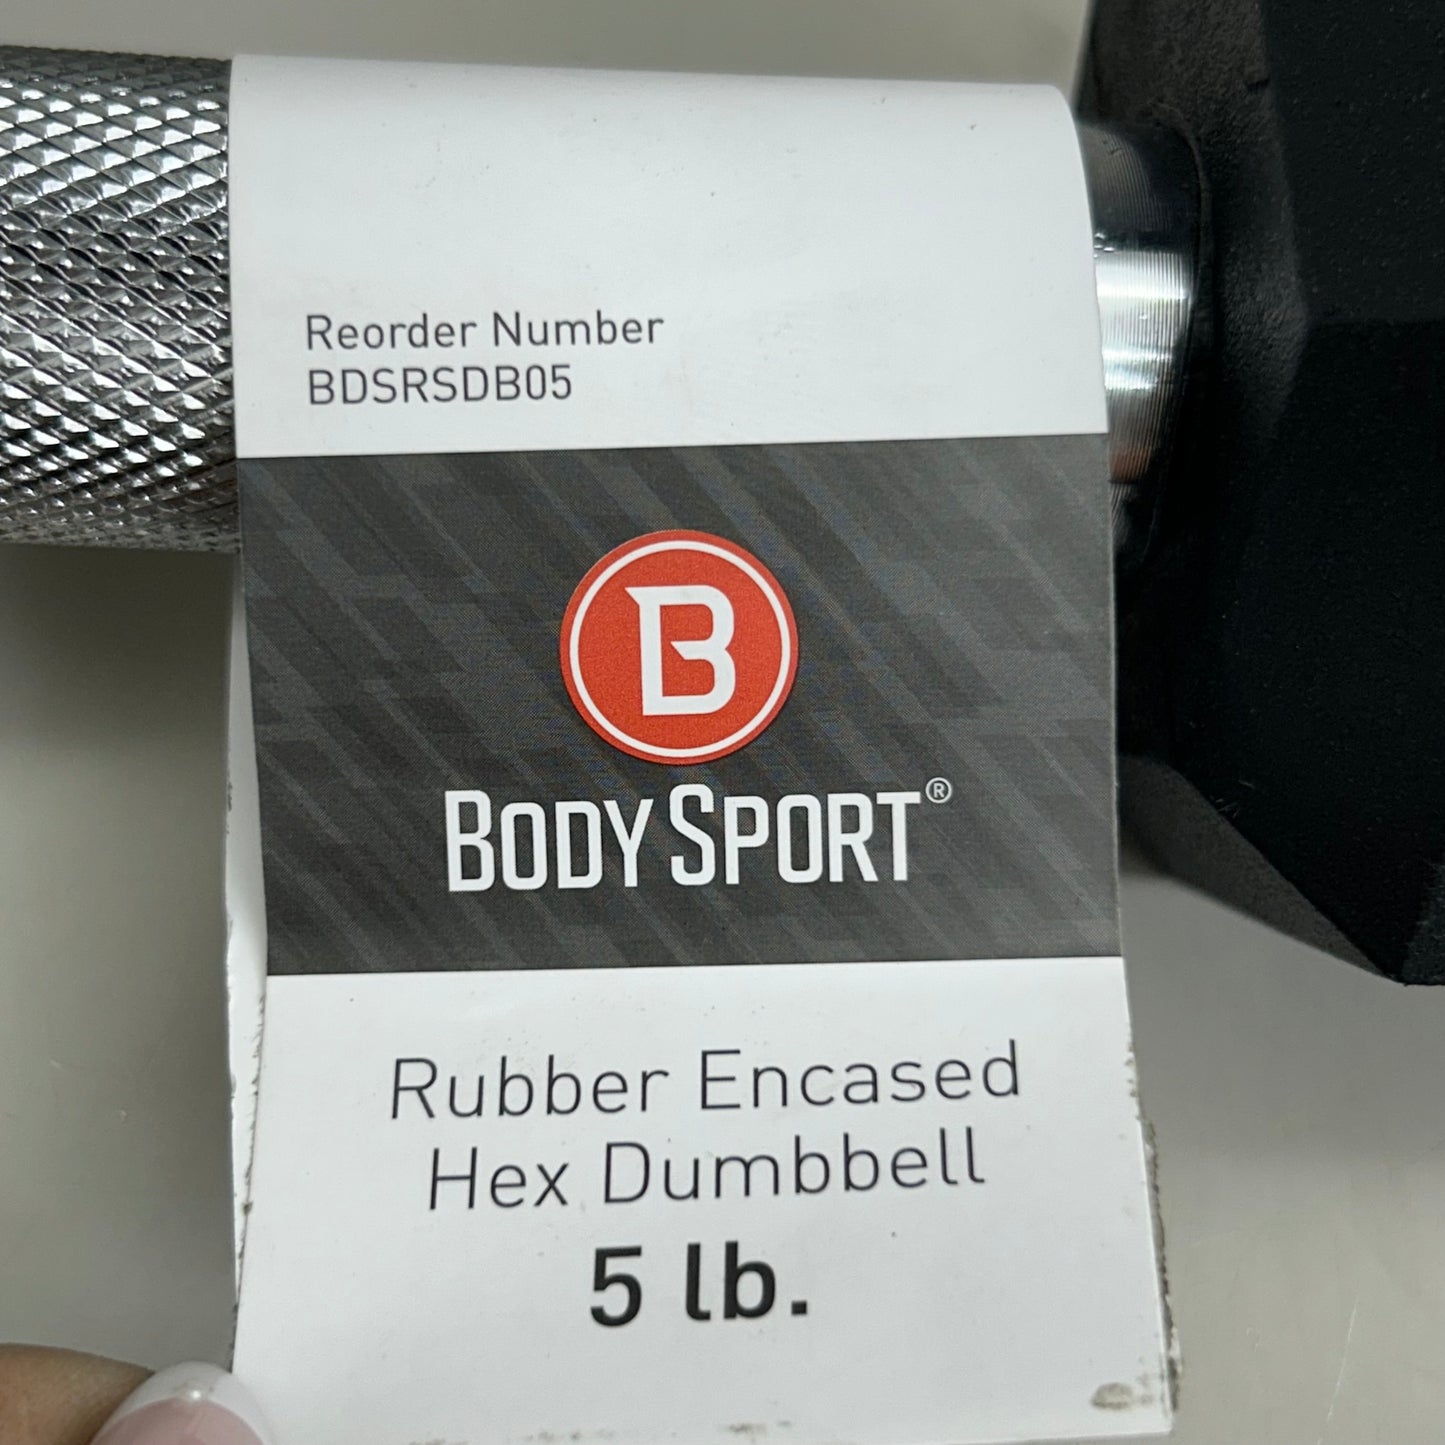 Reorder Number
BDSRSDB05
B
BODY SPORT®
Rubber Encased
Hex Dumbbell
5 lb.